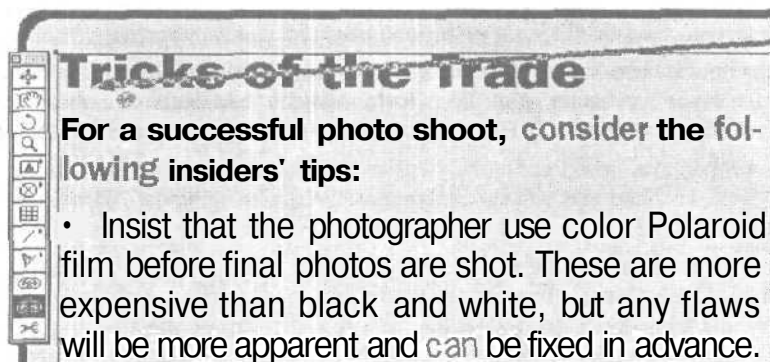 Tricks of the Trade
For a successful photo shoot, consider the fol-
lowing insiders' tips:
• Insist that the photographer use color Polaroid
film before final photos are shot. These are more
expensive than black and white, but any flaws
will be more apparent and can be fixed in advance.